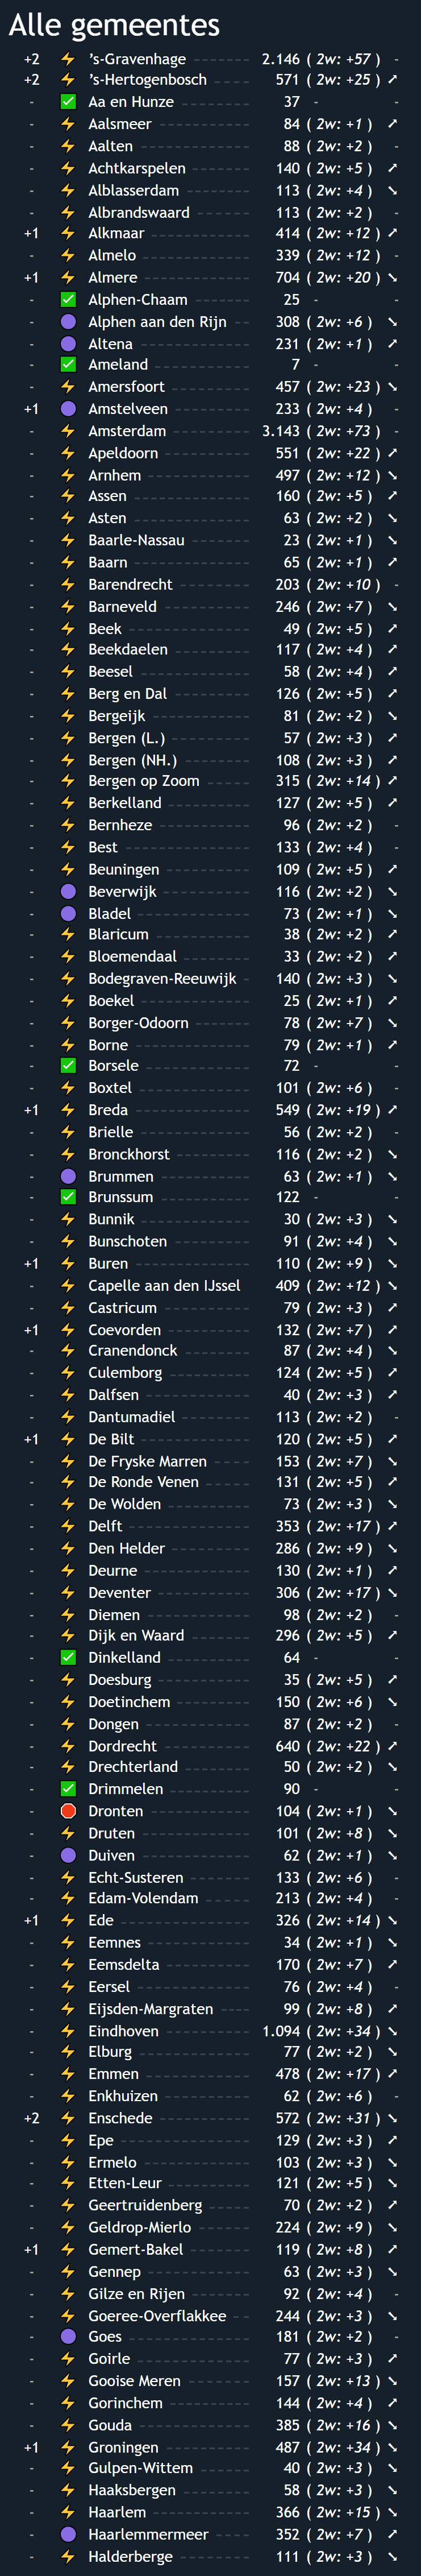 Alle gemeentes
+2 ⚡ 's-Gravenhage 2.146 ( 2w: +57 ) -
+2 ⚡ 's-Hertogenbosch 571 ( 2w: +25 ) ➚
- ✅ Aa en Hunze 37 - -
- ⚡ Aalsmeer 84 ( 2w: +1 ) ➚
- ⚡ Aalten 88 ( 2w: +2 ) -
- ⚡ Achtkarspelen 140 ( 2w: +5 ) ➚
- ⚡ Alblasserdam 113 ( 2w: +4 ) ➘
- ⚡ Albrandswaard 113 ( 2w: +2 ) -
+1 ⚡ Alkmaar 414 ( 2w: +12 ) ➚
- ⚡ Almelo 339 ( 2w: +12 ) -
+1 ⚡ Almere 704 ( 2w: +20 ) ➘
- ✅ Alphen-Chaam 25 - -
- 🟣 Alphen aan den Rijn 308 ( 2w: +6 ) ➘
- 🟣 Altena 231 ( 2w: +1 ) ➚
- ✅ Ameland 7 - -
- ⚡ Amersfoort 457 ( 2w: +23 ) ➘
+1 🟣 Amstelveen 233 ( 2w: +4 ) -
- ⚡ Amsterdam 3.143 ( 2w: +73 ) -
- ⚡ Apeldoorn 551 ( 2w: +22 ) ➚
- ⚡ Arnhem 497 ( 2w: +12 ) ➘
- ⚡ Assen 160 ( 2w: +5 ) ➚
- ⚡ Asten 63 ( 2w: +2 ) ➘
- ⚡ Baarle-Nassau 23 ( 2w: +1 ) ➘
- ⚡ Baarn 65 ( 2w: +1 ) ➚
- ⚡ Barendrecht 203 ( 2w: +10 ) -
- ⚡ Barneveld 246 ( 2w: +7 ) ➘
- ⚡ Beek 49 ( 2w: +5 ) ➚
- ⚡ Beekdaelen 117 ( 2w: +4 ) ➚
- ⚡ Beesel 58 ( 2w: +4 ) ➚
- ⚡ Berg en Dal 126 ( 2w: +5 ) ➚
- ⚡ Bergeijk 81 ( 2w: +2 ) ➘
- ⚡ Bergen (L.) 57 ( 2w: +3 ) ➚
- ⚡ Bergen (NH.) 108 ( 2w: +3 ) ➚
- ⚡ Bergen op Zoom 315 ( 2w: +14 ) ➚
- ⚡ Berkelland 127 ( 2w: +5 ) ➚
- ⚡ Bernheze 96 ( 2w: +2 ) -
- ⚡ Best 133 ( 2w: +4 ) -
- ⚡ Beuningen 109 ( 2w: +5 ) ➚
- 🟣 Beverwijk 116 ( 2w: +2 ) ➘
- 🟣 Bladel 73 ( 2w: +1 ) ➘
- ⚡ Blaricum 38 ( 2w: +2 ) ➚
- ⚡ Bloemendaal 33 ( 2w: +2 ) ➚
- ⚡ Bodegraven-Reeuwijk 140 ( 2w: +3 ) ➘
- ⚡ Boekel 25 ( 2w: +1 ) ➚
- ⚡ Borger-Odoorn 78 ( 2w: +7 ) ➘
- ⚡ Borne 79 ( 2w: +1 ) ➚
- ✅ Borsele 72 - -
- ⚡ Boxtel 101 ( 2w: +6 ) -
+1 ⚡ Breda 549 ( 2w: +19 ) ➚
- ⚡ Brielle 56 ( 2w: +2 ) -
- ⚡ Bronckhorst 116 ( 2w: +2 ) ➘
- 🟣 Brummen 63 ( 2w: +1 ) ➘
- ✅ Brunssum 122 - -
- ⚡ Bunnik 30 ( 2w: +3 ) ➘
- ⚡ Bunschoten 91 ( 2w: +4 ) ➘
+1 ⚡ Buren 110 ( 2w: +9 ) ➘
- ⚡ Capelle aan den IJssel 409 ( 2w: +12 ) ➘
- ⚡ Castricum 79 ( 2w: +3 ) ➚
+1 ⚡ Coevorden 132 ( 2w: +7 ) ➚
- ⚡ Cranendonck 87 ( 2w: +4 ) ➘
- ⚡ Culemborg 124 ( 2w: +5 ) ➚
- ⚡ Dalfsen 40 ( 2w: +3 ) ➚
- ⚡ Dantumadiel 113 ( 2w: +2 ) -
+1 ⚡ De Bilt 120 ( 2w: +5 ) ➚
- ⚡ De Fryske Marren 153 ( 2w: +7 ) ➘
- ⚡ De Ronde Venen 131 ( 2w: +5 ) ➚
- ⚡ De Wolden 73 ( 2w: +3 ) ➘
- ⚡ Delft 353 ( 2w: +17 ) ➚
- ⚡ Den Helder 286 ( 2w: +9 ) ➘
- ⚡ Deurne 130 ( 2w: +1 ) ➚
- ⚡ Deventer 306 ( 2w: +17 ) ➘
- ⚡ Diemen 98 ( 2w: +2 ) -
- ⚡ Dijk en Waard 296 ( 2w: +5 ) ➚
- ✅ Dinkelland 64 - -
- ⚡ Doesburg 35 ( 2w: +5 ) ➚
- ⚡ Doetinchem 150 ( 2w: +6 ) ➘
- ⚡ Dongen 87 ( 2w: +2 ) -
- ⚡ Dordrecht 640 ( 2w: +22 ) ➚
- ⚡ Drechterland 50 ( 2w: +2 ) ➘
- ✅ Drimmelen 90 - -
- 🛑 Dronten 104 ( 2w: +1 ) ➘
- ⚡ Druten 101 ( 2w: +8 ) ➘
- 🟣 Duiven 62 ( 2w: +1 ) ➘
- ⚡ Echt-Susteren 133 ( 2w: +6 ) -
- ⚡ Edam-Volendam 213 ( 2w: +4 ) -
+1 ⚡ Ede 326 ( 2w: +14 ) ➘
- ⚡ Eemnes 34 ( 2w: +1 ) ➘
- ⚡ Eemsdelta 170 ( 2w: +7 ) ➚
- ⚡ Eersel 76 ( 2w: +4 ) -
- ⚡ Eijsden-Margraten 99 ( 2w: +8 ) ➚
- ⚡ Eindhoven 1.094 ( 2w: +34 ) ➘
- ⚡ Elburg 77 ( 2w: +2 ) ➘
- ⚡ Emmen 478 ( 2w: +17 ) ➚
- ⚡ Enkhuizen 62 ( 2w: +6 ) -
+2 ⚡ Enschede 572 ( 2w: +31 ) ➘
- ⚡ Epe 129 ( 2w: +3 ) ➚
- ⚡ Ermelo 103 ( 2w: +3 ) ➘
- ⚡ Etten-Leur 121 ( 2w: +5 ) ➘
- ⚡ Geertruidenberg 70 ( 2w: +2 ) ➚
- ⚡ Geldrop-Mierlo 224 ( 2w: +9 ) ➘
+1 ⚡ Gemert-Bakel 119 ( 2w: +8 ) ➚
- ⚡ Gennep 63 ( 2w: +3 ) ➘
- ⚡ Gilze en Rijen 92 ( 2w: +4 ) -
- ⚡ Goeree-Overflakkee 244 ( 2w: +3 ) ➘
- 🟣 Goes 181 ( 2w: +2 ) -
- ⚡ Goirle 77 ( 2w: +3 ) ➚
- ⚡ Gooise Meren 157 ( 2w: +13 ) ➘
- ⚡ Gorinchem 144 ( 2w: +4 ) ➚
- ⚡ Gouda 385 ( 2w: +16 ) ➘
+1 ⚡ Groningen 487 ( 2w: +34 ) ➘
- ⚡ Gulpen-Wittem 40 ( 2w: +3 ) ➘
- ⚡ Haaksbergen 58 ( 2w: +3 ) ➘
- ⚡ Haarlem 366 ( 2w: +15 ) ➘
- 🟣 Haarlemmermeer 352 ( 2w: +7 ) ➚
- ⚡ Halderberge 111 ( 2w: +3 ) ➘